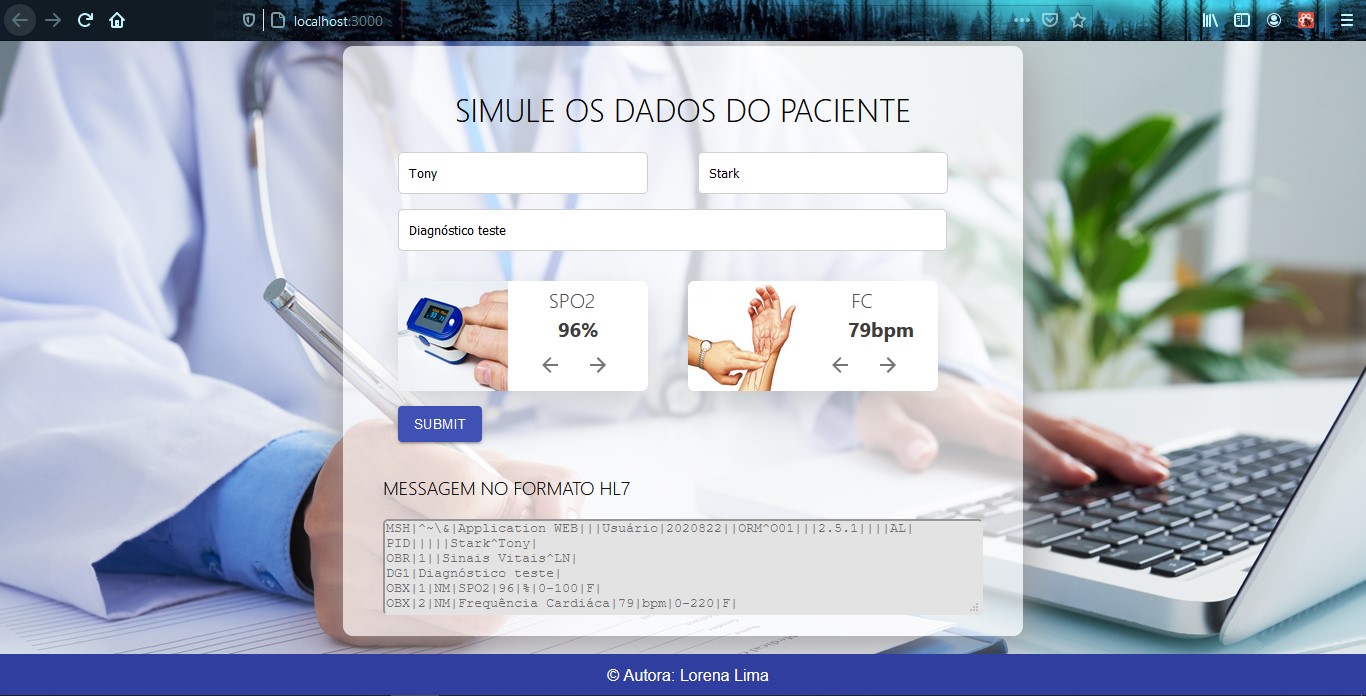 localhost:3000
SIMULE OS DADOS DO PACIENTE
Tony
Stark
Diagnóstico teste
SPO2
96%
FC
79bpm
SUBMIT
MESSAGEM NO FORMATO HL7
MSH|^~\&|Application WEB|||Usuário|2020822||ORM^O01|||2.5.1||||AL|
PID|||||Stark^Tony|
OBR|1||Sinais Vitais^LN|
DG1|Diagnóstico teste|
OBX|1|NM|SPO2|96|%|0-100|F|
OBX|2|NM|Frequência Cardiáca|79|bpm|0-220|F|
© Autora: Lorena Lima